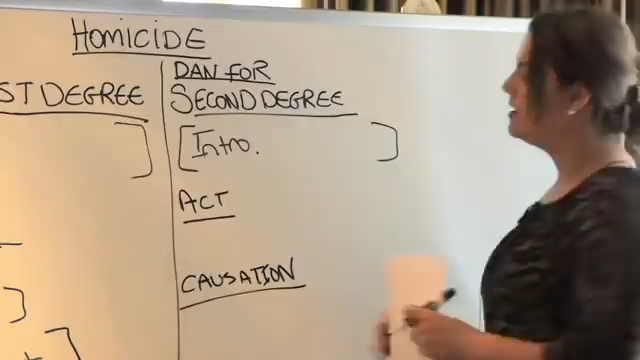 HOMICIDE
ST DEGREE
DAN FOR
SECOND DEGREE
[Intro. ]
]
ACT
CAUSATION
]